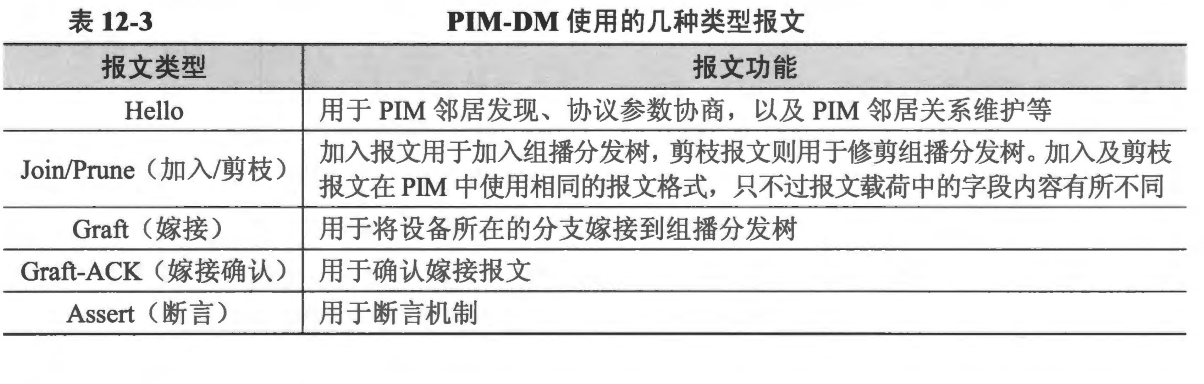 表 12-3 PIM-DM 使用的几种类型报文
报文类型 报文功能
Hello 用于 PIM 邻居发现、协议参数协商，以及 PIM 邻居关系维护等
Join/Prune（加入/剪枝） 加入报文用于加入组播分发树，剪枝报文则用于修剪组播分发树。加入及剪枝
报文在 PIM 中使用相同的报文格式，只不过报文载荷中的字段内容有所不同
Graft（嫁接） 用于将设备所在的分支嫁接到组播分发树
Graft-ACK（嫁接确认） 用于确认嫁接报文
Assert（断言） 用于断言机制